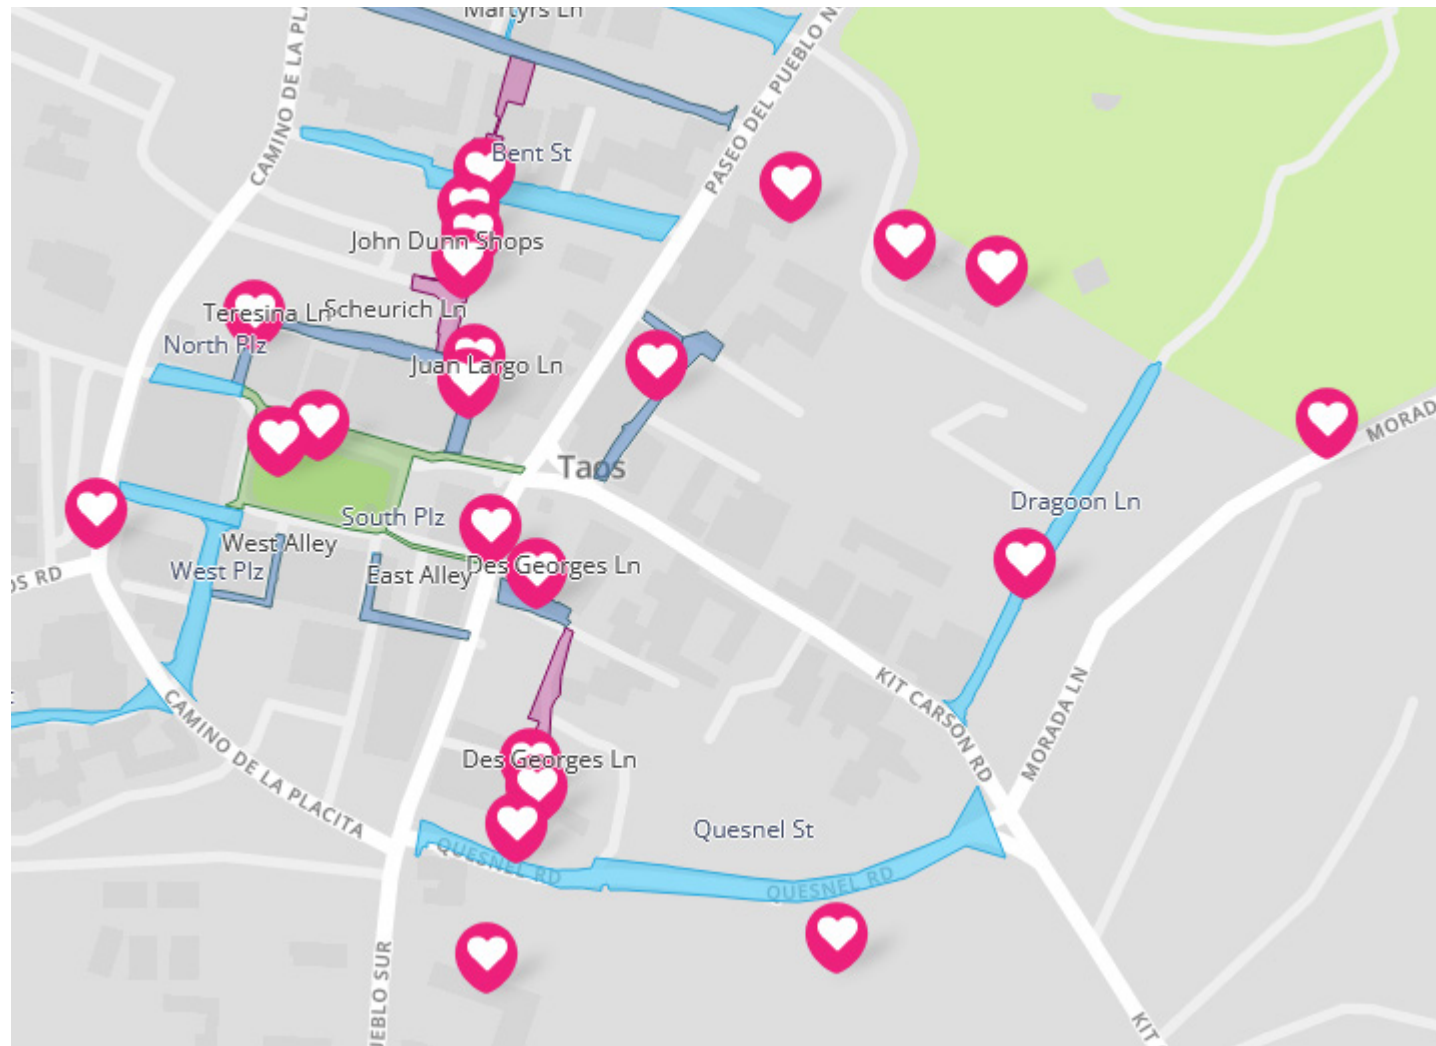 Martyrs Ln
CAMINO DE LA PL
PASEO DEL PUEBLO N
Bent St
John Dunn Shops
Teresina Ln
Scheurich Ln
North Plz
Juan Largo Ln
MORAD
Taos
Dragoon Ln
South Plz
West Alley
West Plz
East Alley
Des Georges Ln
OS RD
KIT CARSON RD
MORADA LN
CAMINO DE LA PLACITA
Des Georges Ln
Quesnel St
QUESNEL RD
QUESNEL RD
UEBLO SUR
KIT